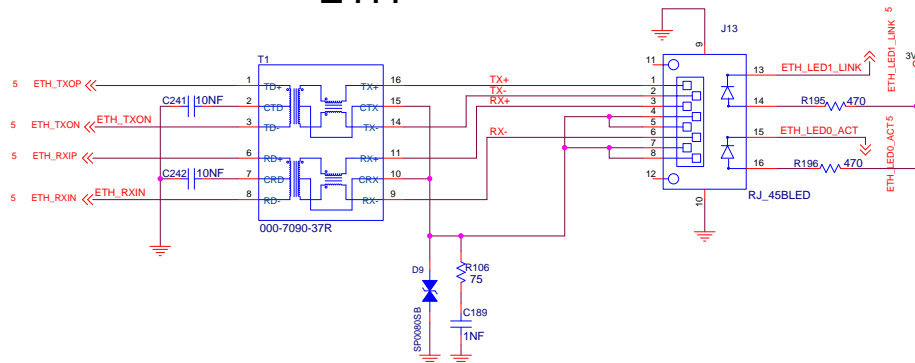 J13
ETH_LED1_LINK 5
3V
T1
9
11
13 ETH_LED1_LINK
5 ETH_TXOP 1 TD+ TX+ 16 TX+ 1
C241 10NF 2 CTD CTX 15 TX- 2
RX+ 3
14 R195 470
5 ETH_TXON ETH_TXON 3 TD- TX- 14
4
5
15 ETH_LED0_ACT
RX- 6
5 ETH_RXIP 6 RD+ RX+ 11
7
8
16 R196 470
C242 10NF 7 CRD CRX 10
12
5 ETH_RXIN ETH_RXIN 8 RD- RX- 9
ETH_LED0_ACT 5
10
RJ_45BLED
000-7090-37R
D9
R106
75
SP0080SB
C189
1NF